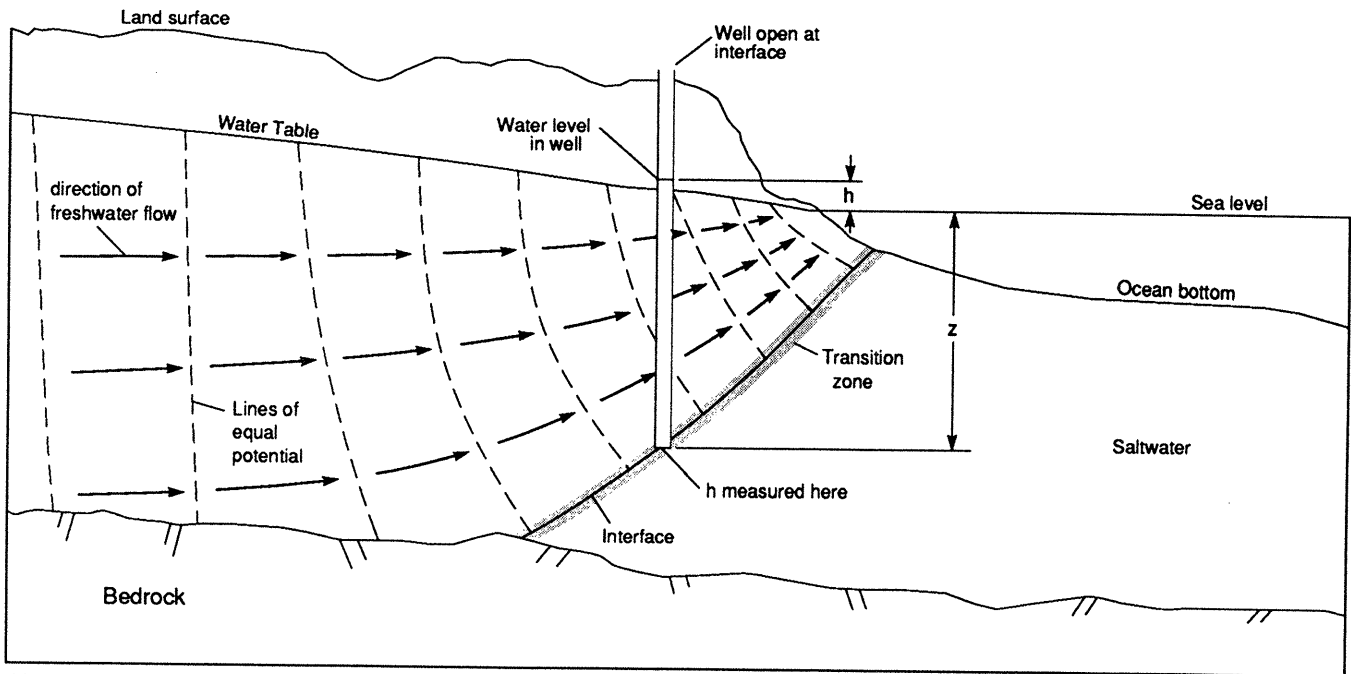 Land surface
Well open at
interface
Water Table
Water level
in well
h
direction of
freshwater flow
Sea level
Ocean bottom
z
Transition
zone
Lines of
equal
potential
Saltwater
h measured here
Interface
Bedrock